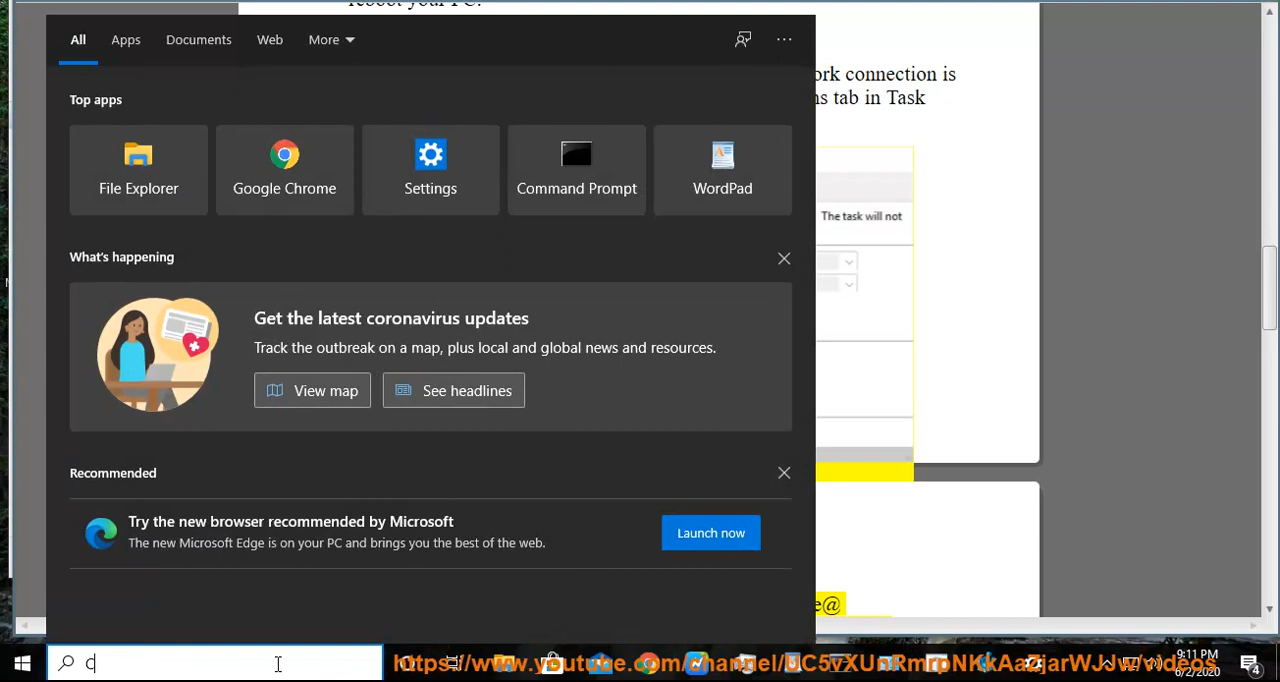 reboot your PC.
All Apps Documents Web More
ork connection is
Top apps
ns tab in Task
File Explorer Google Chrome Settings Command Prompt WordPad
The task will not
What's happening
Get the latest coronavirus updates
Track the outbreak on a map, plus local and global news and resources.
View map See headlines
Recommended
Try the new browser recommended by Microsoft
The new Microsoft Edge is on your PC and brings you the best of the web.
Launch now
e@
C
9:11 PM
6/2/2020
4